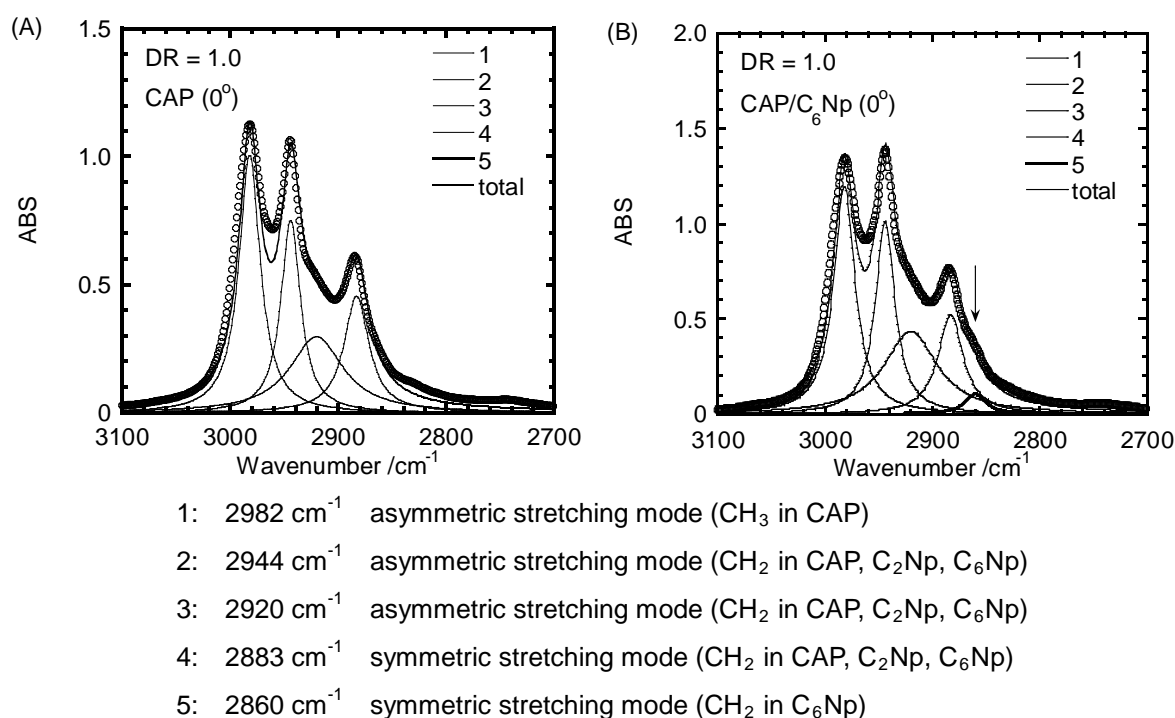 (A)
1.5
1.0
0.5
0
ABS
DR = 1.0
CAP (0°)
1
2
3
4
5
total
3100 3000 2900 2800 2700
Wavenumber /cm⁻¹
(B)
2.0
1.5
1.0
0.5
0
ABS
DR = 1.0
CAP/C₆Np (0°)
1
2
3
4
5
total
3100 3000 2900 2800 2700
Wavenumber /cm⁻¹
1: 2982 cm⁻¹ asymmetric stretching mode (CH₃ in CAP)
2: 2944 cm⁻¹ asymmetric stretching mode (CH₂ in CAP, C₂Np, C₆Np)
3: 2920 cm⁻¹ asymmetric stretching mode (CH₂ in CAP, C₂Np, C₆Np)
4: 2883 cm⁻¹ symmetric stretching mode (CH₂ in CAP, C₂Np, C₆Np)
5: 2860 cm⁻¹ symmetric stretching mode (CH₂ in C₆Np)